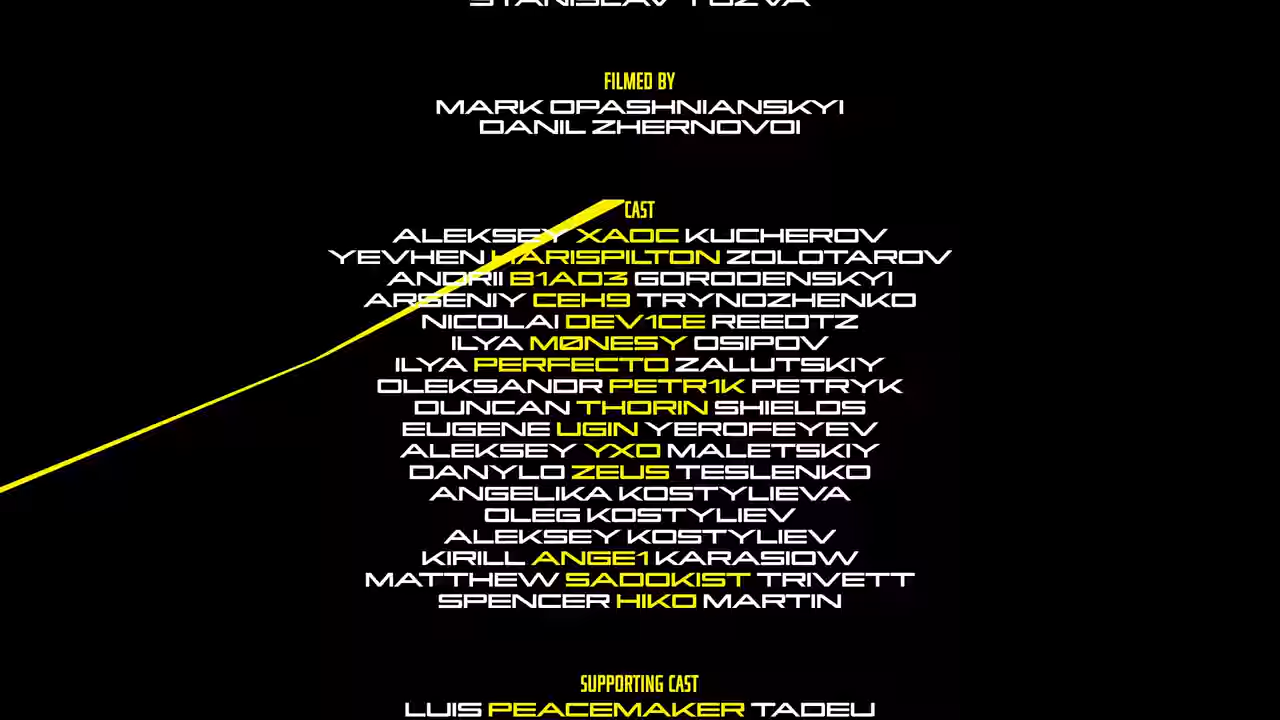 STANISLAV TUZVA
FILMED BY
MARK OPASHNIANSKYI
DANIL ZHERNOVOI
CAST
ALEKSEY XAOC KUCHEROV
YEVHEN HARISPILTON ZOLOTAROV
ANDRII B1AD3 GORODENSKYI
ARSENIY CEH9 TRYNOZHENKO
NICOLAI DEV1CE REEDTZ
ILYA MØNESY OSIPOV
ILYA PERFECTO ZALUTSKIY
OLEKSANDR PETR1K PETRYK
DUNCAN THORIN SHIELDS
EUGENE UGIN YEROFEYEV
ALEKSEY YXO MALETSKIY
DANYLO ZEUS TESLENKO
ANGELIKA KOSTYLIEVA
OLEG KOSTYLIEV
ALEKSEY KOSTYLIEV
KIRILL ANGE1 KARASIOW
MATTHEW SADOKIST TRIVETT
SPENCER HIKO MARTIN
SUPPORTING CAST
LUIS PEACEMAKER TADEU